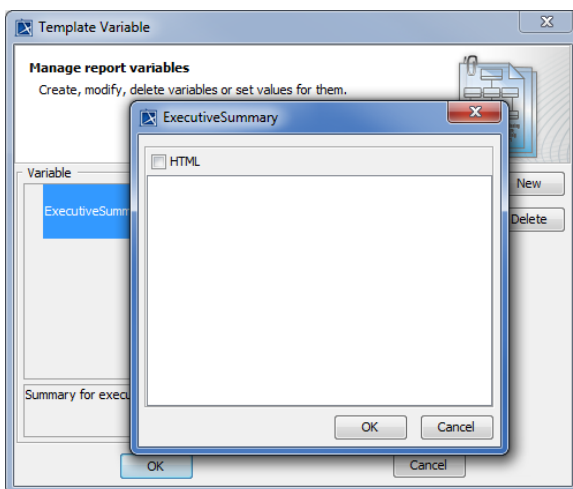 Template Variable
Manage report variables
Create, modify, delete variables or set values for them.
ExecutiveSummary
HTML
Variable
New
ExecutiveSumm
Delete
Summary for execu
OK Cancel
OK Cancel